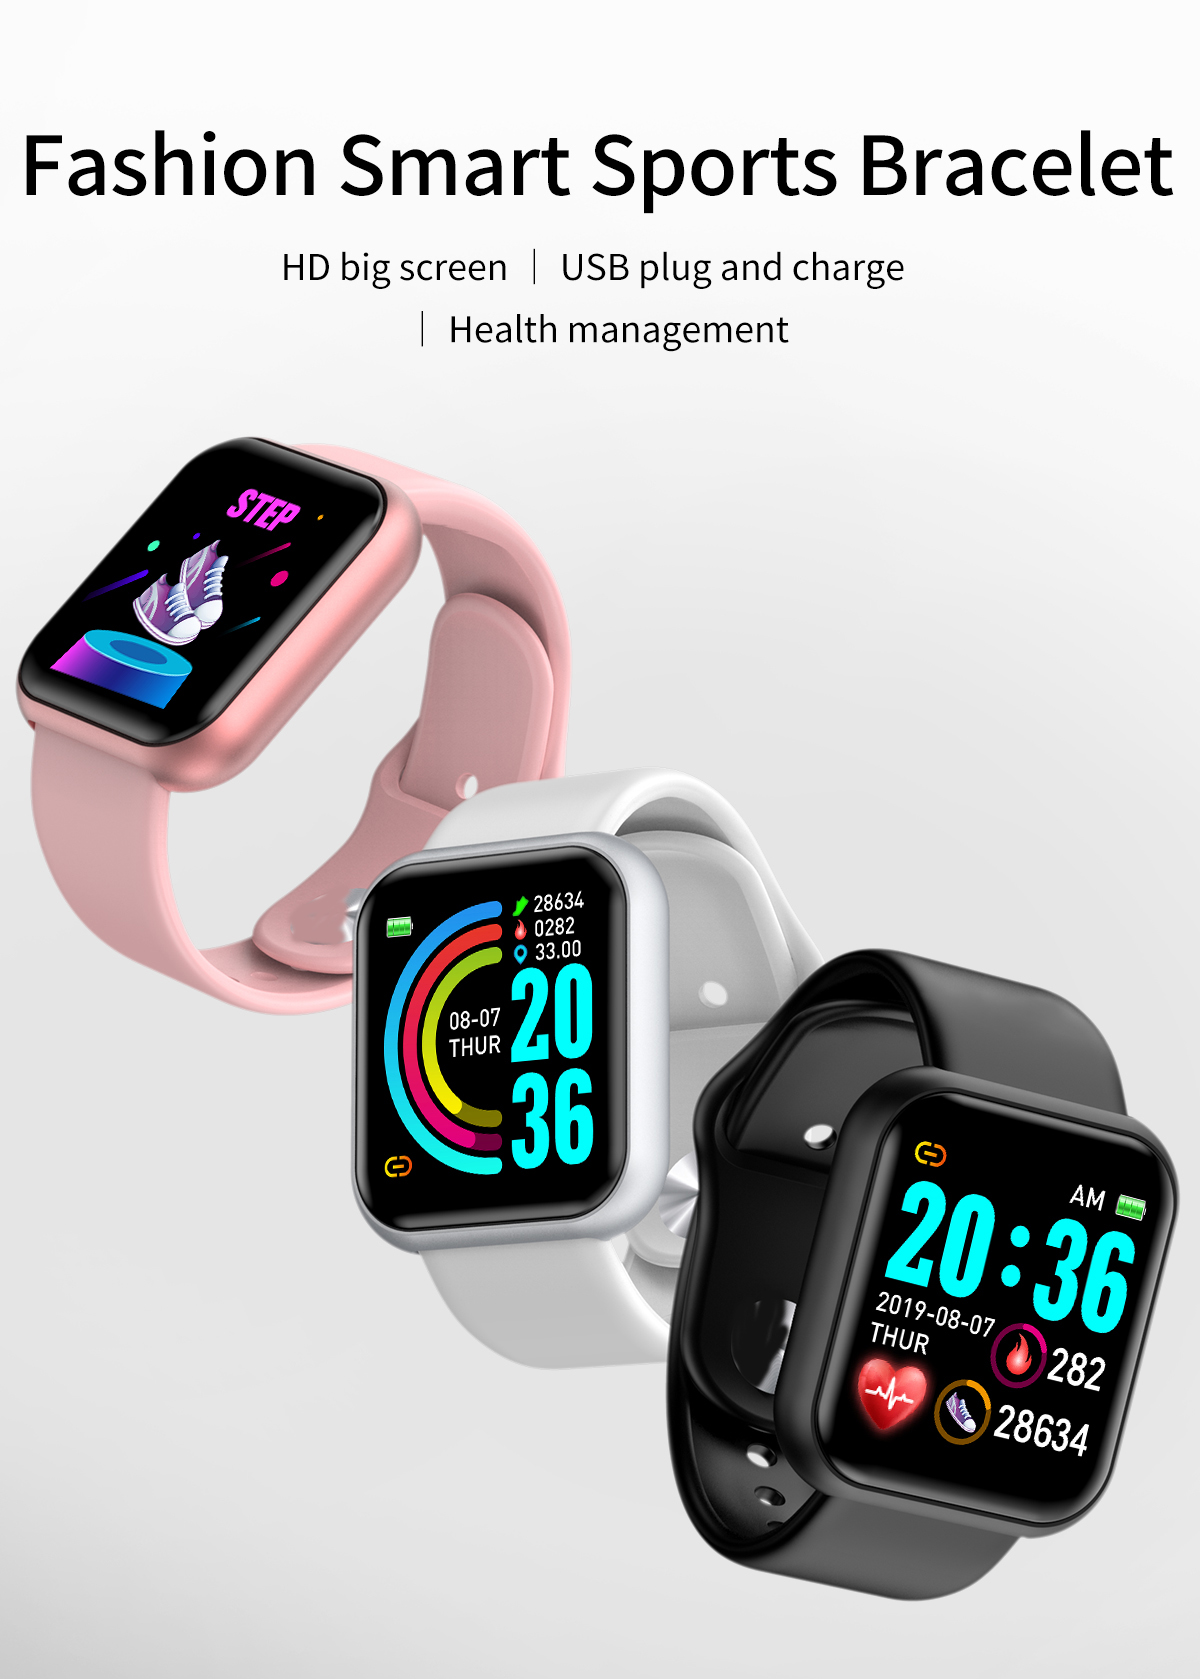 Fashion Smart Sports Bracelet
HD big screen | USB plug and charge
| Health management
STEP
28634
0282
33.00
08-07
THUR
20
36
AM
20:36
2019-08-07
THUR
282
28634